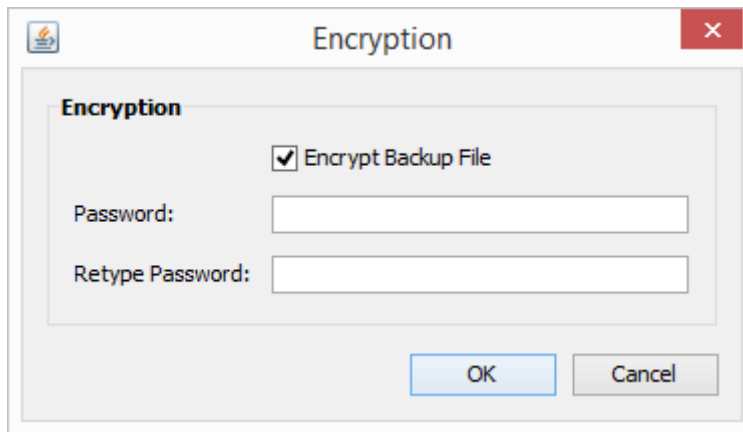 Encryption
Encryption
Encrypt Backup File
Password:
Retype Password:
OK Cancel